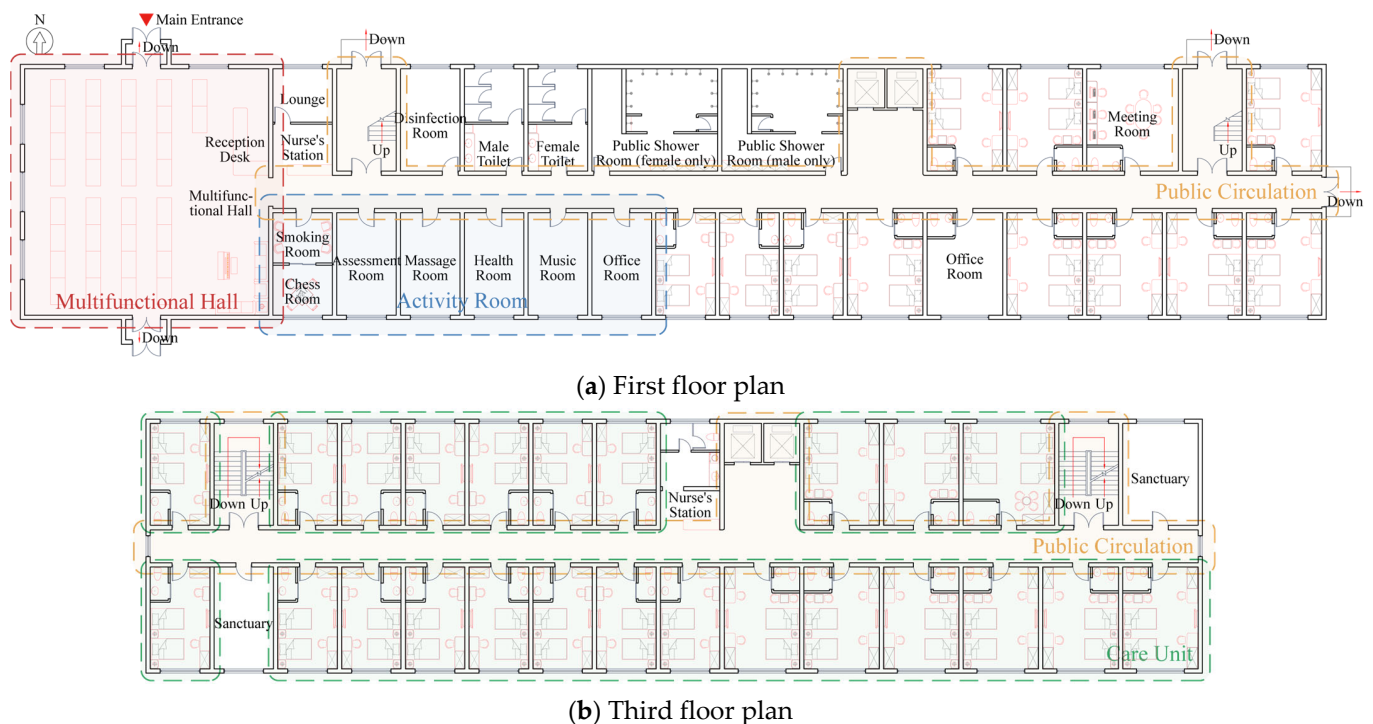 N
Main Entrance
Down
Down
Down
Lounge
Nurse's
Station
Reception
Desk
Up
Disinfection
Room
Male
Toilet
Female
Toilet
Public Shower
Room (female only)
Public Shower
Room (male only)
Meeting
Room
Up
Multifunc-
tional Hall
Public Circulation
Down
Smoking
Room
Chess
Room
Assessment
Room
Massage
Room
Health
Room
Music
Room
Office
Room
Office
Room
Multifunctional Hall
Activity Room
Down
(a) First floor plan
Down Up
Nurse's
Station
Down Up
Sanctuary
Public Circulation
Sanctuary
Care Unit
(b) Third floor plan